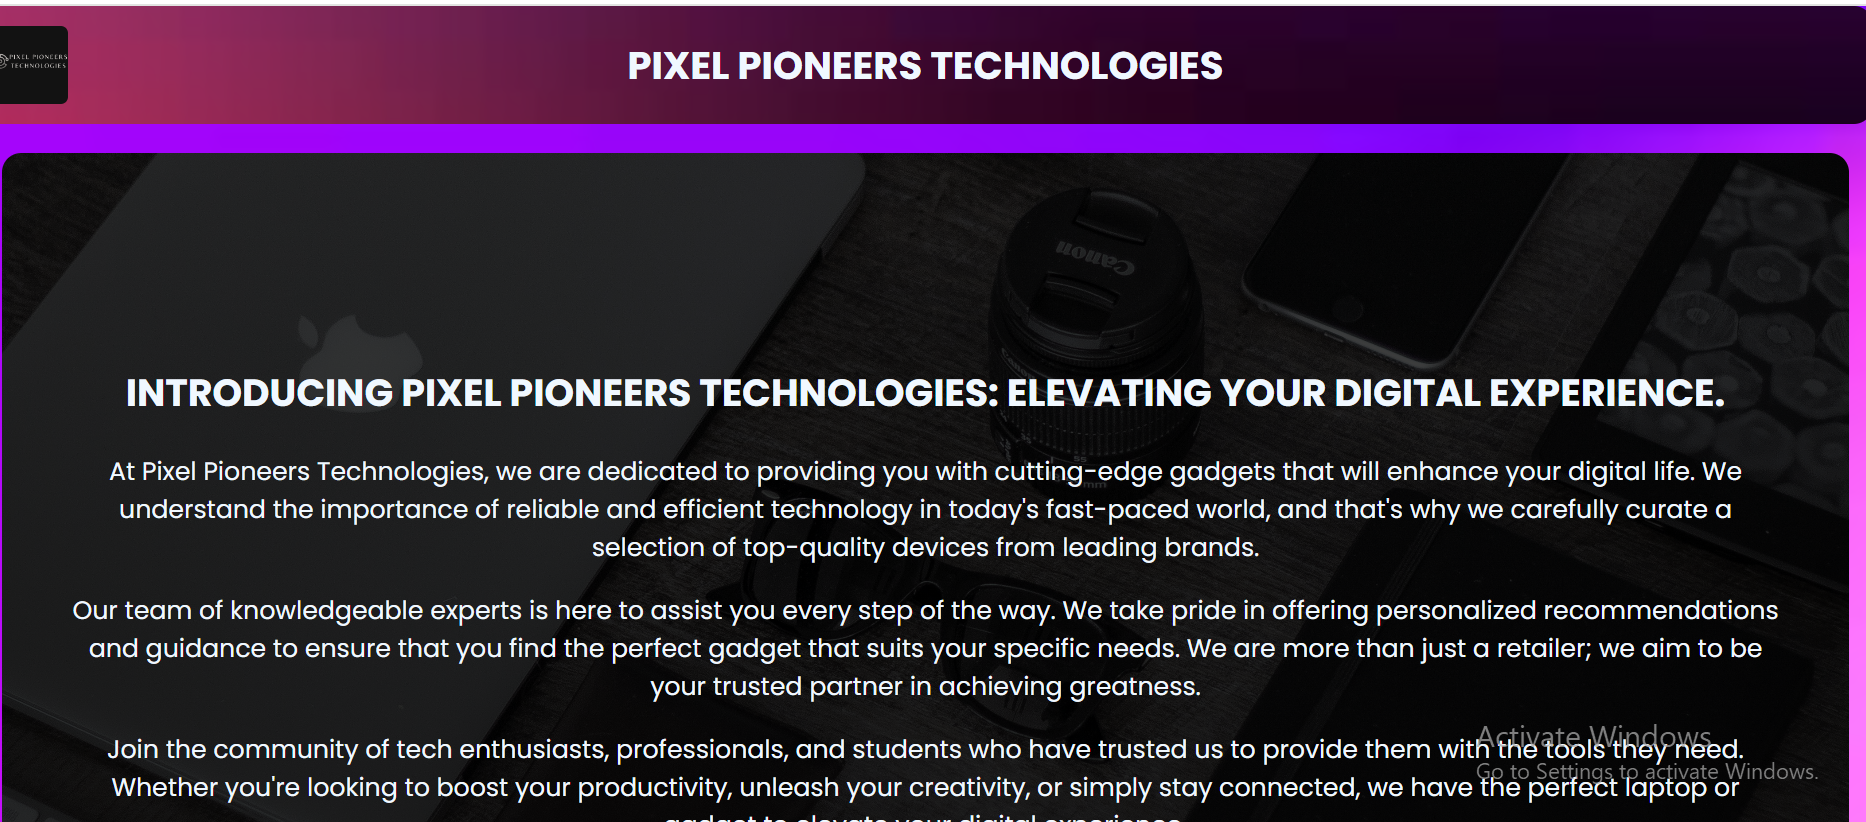 PIXEL PIONEERS
TECHNOLOGIES
PIXEL PIONEERS TECHNOLOGIES
Canon
INTRODUCING PIXEL PIONEERS TECHNOLOGIES: ELEVATING YOUR DIGITAL EXPERIENCE.
At Pixel Pioneers Technologies, we are dedicated to providing you with cutting-edge gadgets that will enhance your digital life. We
understand the importance of reliable and efficient technology in today's fast-paced world, and that's why we carefully curate a
selection of top-quality devices from leading brands.
Our team of knowledgeable experts is here to assist you every step of the way. We take pride in offering personalized recommendations
and guidance to ensure that you find the perfect gadget that suits your specific needs. We are more than just a retailer; we aim to be
your trusted partner in achieving greatness.
Join the community of tech enthusiasts, professionals, and students who have trusted us to provide them with the tools they need.
Whether you're looking to boost your productivity, unleash your creativity, or simply stay connected, we have the perfect laptop or
gadget to elevate your digital experience.
Activate Windows
Go to Settings to activate Windows.